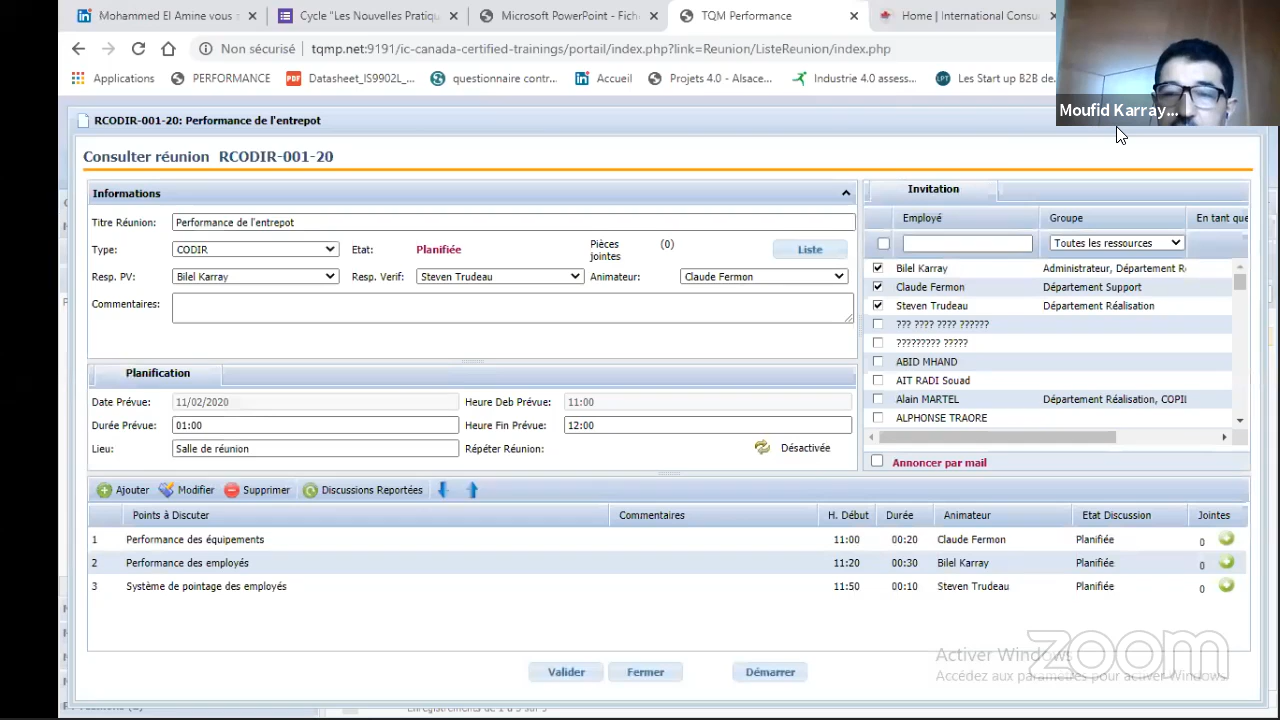 Mohammed El Amine vous
Cycle "Les Nouvelles Pratiqu
Microsoft PowerPoint - Fich
TQM Performance
Home | International Consu
Non sécurisé
tqmp.net:9191/ic-canada-certified-trainings/portail/index.php?link=Reunion/ListeReunion/index.php
Applications
PERFORMANCE
PDF
Datasheet_IS9902L_...
questionnaire contr...
Accueil
Projets 4.0 - Alsace...
Industrie 4.0 assess...
LPT
Les Start up B2B de
Moufid Karray...
RCODIR-001-20: Performance de l'entrepot
Consulter réunion RCODIR-001-20
Informations
Titre Réunion: Performance de l'entrepot
Type: CODIR Etat: Planifiée Pièces jointes (0) Liste
Resp. PV: Bilel Karray Resp. Verif: Steven Trudeau Animateur: Claude Fermon
Commentaires:
Invitation
Employé Groupe En tant que
Toutes les ressources
Bilel Karray Administrateur, Département R
Claude Fermon Département Support
Steven Trudeau Département Réalisation
??? ???? ???? ??????
????????? ?????
ABID MHAND
AIT RADI Souad
Alain MARTEL Département Réalisation, COPIL
ALPHONSE TRAORE
Annoncer par mail
Planification
Date Prévue: 11/02/2020 Heure Deb Prévue: 11:00
Durée Prévue: 01:00 Heure Fin Prévue: 12:00
Lieu: Salle de réunion Répéter Réunion: Désactivée
Ajouter Modifier Supprimer Discussions Reportées
Points à Discuter Commentaires H. Début Durée Animateur Etat Discussion Jointes
1 Performance des équipements 11:00 00:20 Claude Fermon Planifiée 0
2 Performance des employés 11:20 00:30 Bilel Karray Planifiée 0
3 Système de pointage des employés 11:50 00:10 Steven Trudeau Planifiée 0
Valider Fermer Démarrer
zoom
Activer Windows
Accédez aux paramètres pour activer Windows.